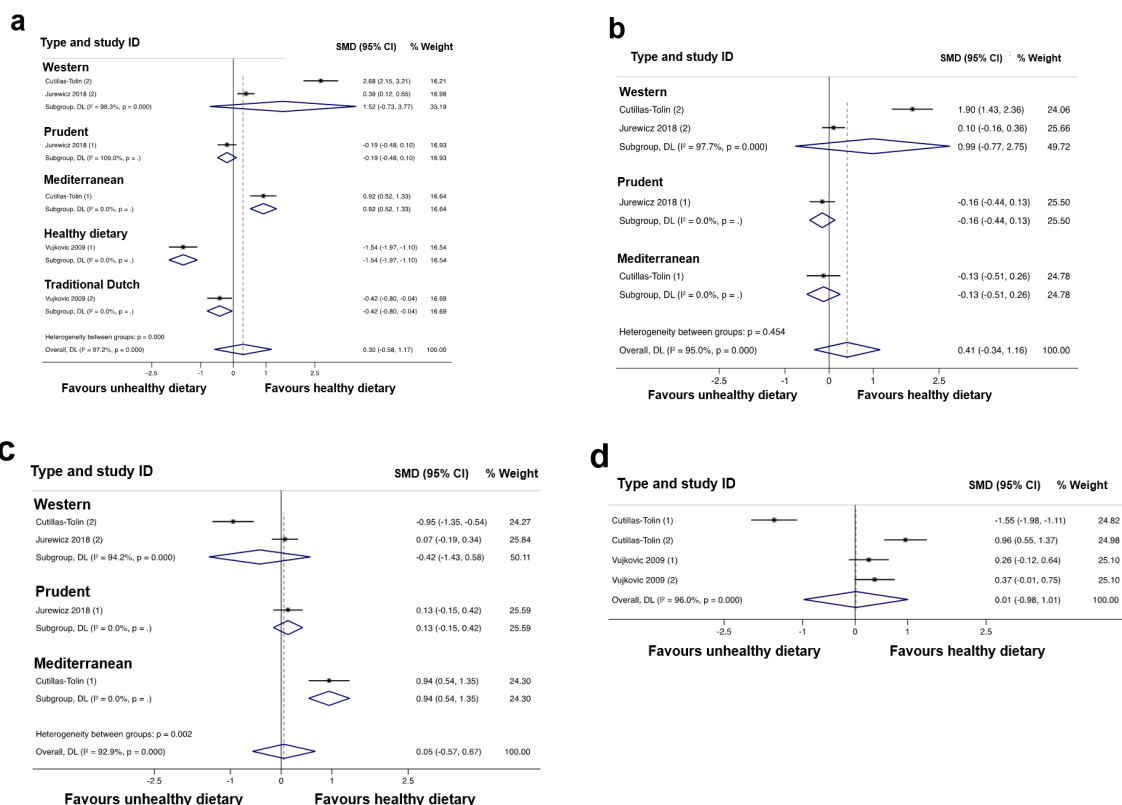 a
Type and study ID SMD (95% CI) % Weight
Western
Cutillas-Tolin (2) 2.68 (2.15, 3.21) 16.21
Jurewicz 2018 (2) 0.39 (0.12, 0.65) 16.98
Subgroup, DL (I² = 98.3%, p = 0.000) 1.52 (-0.73, 3.77) 33.19
Prudent
Jurewicz 2018 (1) -0.19 (-0.48, 0.10) 16.93
Subgroup, DL (I² = 100.0%, p = .) -0.19 (-0.48, 0.10) 16.93
Mediterranean
Cutillas-Tolin (1) 0.92 (0.52, 1.33) 16.64
Subgroup, DL (I² = 0.0%, p = .) 0.92 (0.52, 1.33) 16.64
Healthy dietary
Vujkovic 2009 (1) -1.54 (-1.97, -1.10) 16.54
Subgroup, DL (I² = 0.0%, p = .) -1.54 (-1.97, -1.10) 16.54
Traditional Dutch
Vujkovic 2009 (2) -0.42 (-0.80, -0.04) 16.69
Subgroup, DL (I² = 0.0%, p = .) -0.42 (-0.80, -0.04) 16.69
Heterogeneity between groups: p = 0.000
Overall, DL (I² = 97.2%, p = 0.000) 0.30 (-0.58, 1.17) 100.00
-2.5 -1 0 1 2.5
Favours unhealthy dietary Favours healthy dietary
b
Type and study ID SMD (95% CI) % Weight
Western
Cutillas-Tolin (2) 1.90 (1.43, 2.36) 24.06
Jurewicz 2018 (2) 0.10 (-0.16, 0.36) 25.66
Subgroup, DL (I² = 97.7%, p = 0.000) 0.99 (-0.77, 2.75) 49.72
Prudent
Jurewicz 2018 (1) -0.16 (-0.44, 0.13) 25.50
Subgroup, DL (I² = 0.0%, p = .) -0.16 (-0.44, 0.13) 25.50
Mediterranean
Cutillas-Tolin (1) -0.13 (-0.51, 0.26) 24.78
Subgroup, DL (I² = 0.0%, p = .) -0.13 (-0.51, 0.26) 24.78
Heterogeneity between groups: p = 0.454
Overall, DL (I² = 95.0%, p = 0.000) 0.41 (-0.34, 1.16) 100.00
-2.5 -1 0 1 2.5
Favours unhealthy dietary Favours healthy dietary
c
Type and study ID SMD (95% CI) % Weight
Western
Cutillas-Tolin (2) -0.95 (-1.35, -0.54) 24.27
Jurewicz 2018 (2) 0.07 (-0.19, 0.34) 25.84
Subgroup, DL (I² = 94.2%, p = 0.000) -0.42 (-1.43, 0.58) 50.11
Prudent
Jurewicz 2018 (1) 0.13 (-0.15, 0.42) 25.59
Subgroup, DL (I² = 0.0%, p = .) 0.13 (-0.15, 0.42) 25.59
Mediterranean
Cutillas-Tolin (1) 0.94 (0.54, 1.35) 24.30
Subgroup, DL (I² = 0.0%, p = .) 0.94 (0.54, 1.35) 24.30
Heterogeneity between groups: p = 0.002
Overall, DL (I² = 92.9%, p = 0.000) 0.05 (-0.57, 0.67) 100.00
-2.5 -1 0 1 2.5
Favours unhealthy dietary Favours healthy dietary
d
Type and study ID SMD (95% CI) % Weight
Cutillas-Tolin (1) -1.55 (-1.98, -1.11) 24.82
Cutillas-Tolin (2) 0.96 (0.55, 1.37) 24.98
Vujkovic 2009 (1) 0.26 (-0.12, 0.64) 25.10
Vujkovic 2009 (2) 0.37 (-0.01, 0.75) 25.10
Overall, DL (I² = 96.0%, p = 0.000) 0.01 (-0.98, 1.01) 100.00
-2.5 -1 0 1 2.5
Favours unhealthy dietary Favours healthy dietary